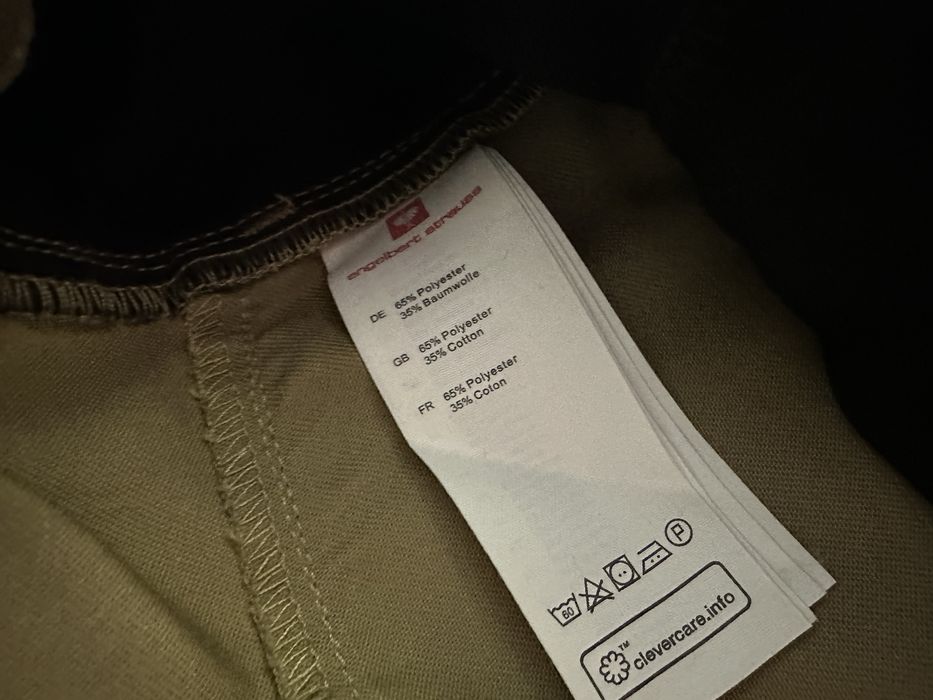 engelbert strauss
DE 65% Polyester
35% Baumwolle
GB 65% Polyester
35% Cotton
FR 65% Polyester
35% Coton
60 P
™ clevercare.info